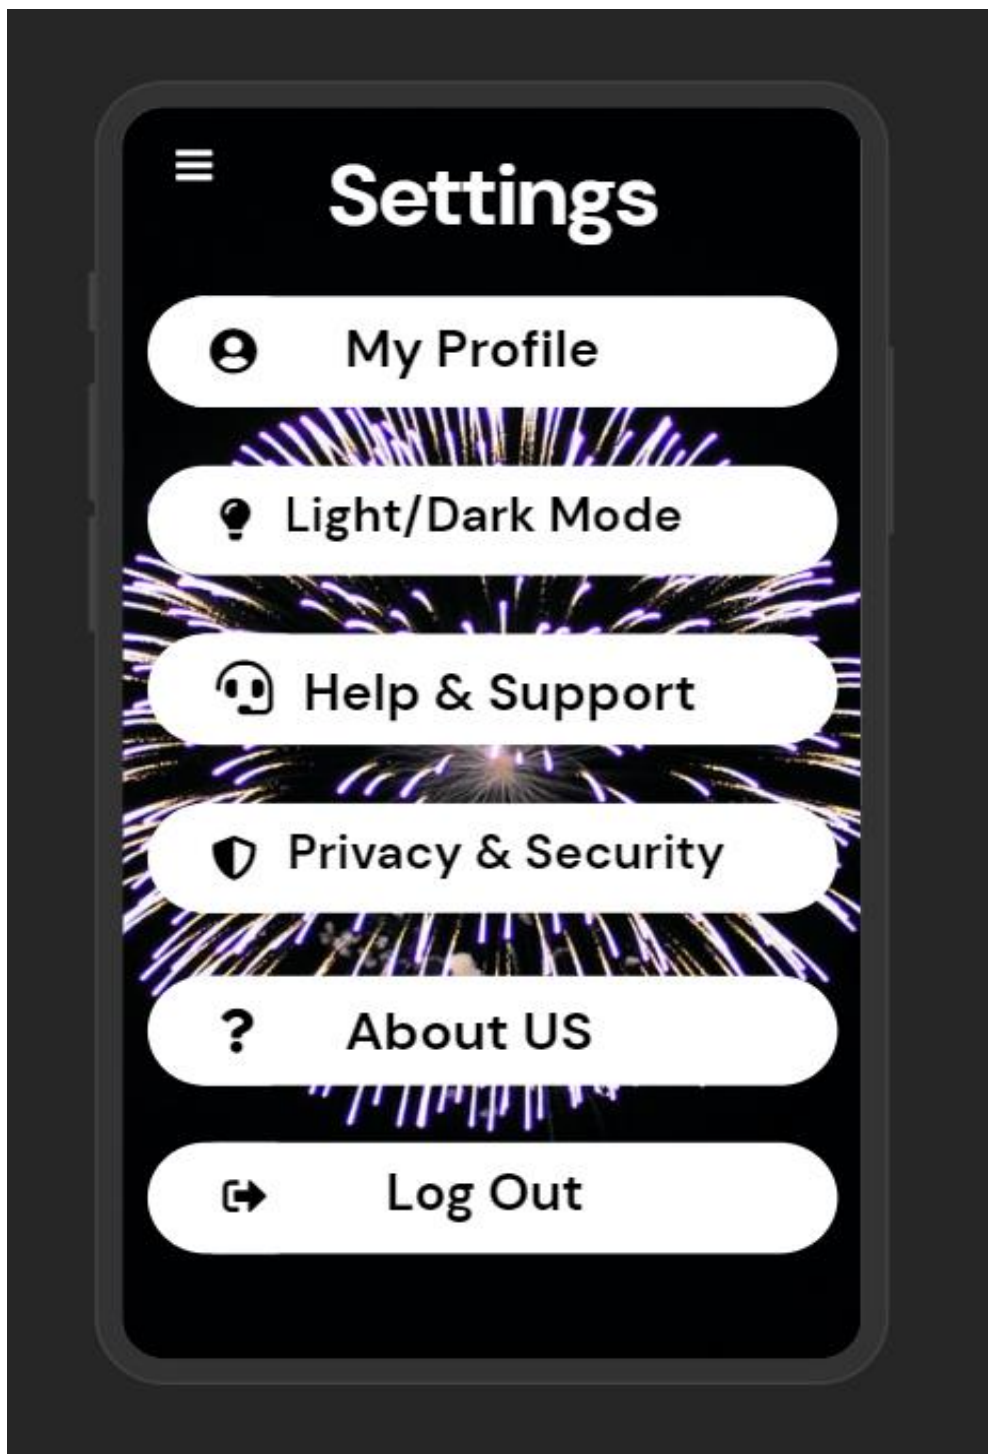 Settings
My Profile
Light/Dark Mode
Help & Support
Privacy & Security
About US
Log Out